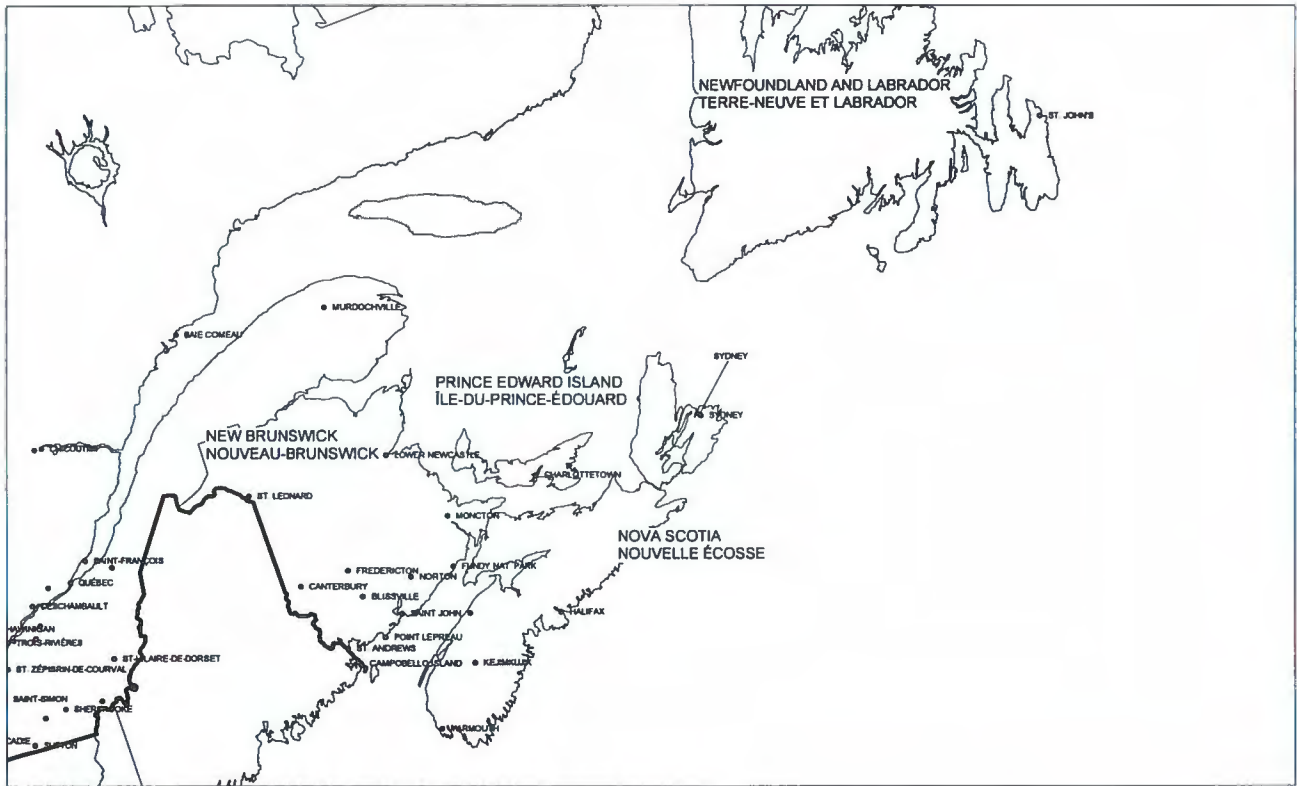 NEWFOUNDLAND AND LABRADOR
TERRE-NEUVE ET LABRADOR
ST. JOHN'S
MURDOCHVILLE
BAIE COMEAU
SYDNEY
PRINCE EDWARD ISLAND
ÎLE-DU-PRINCE-ÉDOUARD
SYDNEY
NEW BRUNSWICK
NOUVEAU-BRUNSWICK
LOWER NEWCASTLE
CHICOUTIMI
CHARLOTTETOWN
ST. LEONARD
MONCTON
NOVA SCOTIA
NOUVELLE ÉCOSSE
SAINT-FRANÇOIS
FUNDY NAT. PARK
FREDERICTON
NORTON
QUÉBEC
CANTERBURY
BLISSVILLE
DESCHAMBAULT
SAINT JOHN
HALIFAX
HAWINIGAN
TROIS-RIVIÈRES
POINT LEPREAU
ST. ANDREWS
ST-HILAIRE-DE-DORSET
CAMPOBELLO ISLAND
KEJIMKUJIK
ST. ZÉPHIRIN-DE-COURVAL
SAINT-SIMON
SHERBROOKE
YARMOUTH
CADIE
SUTTON